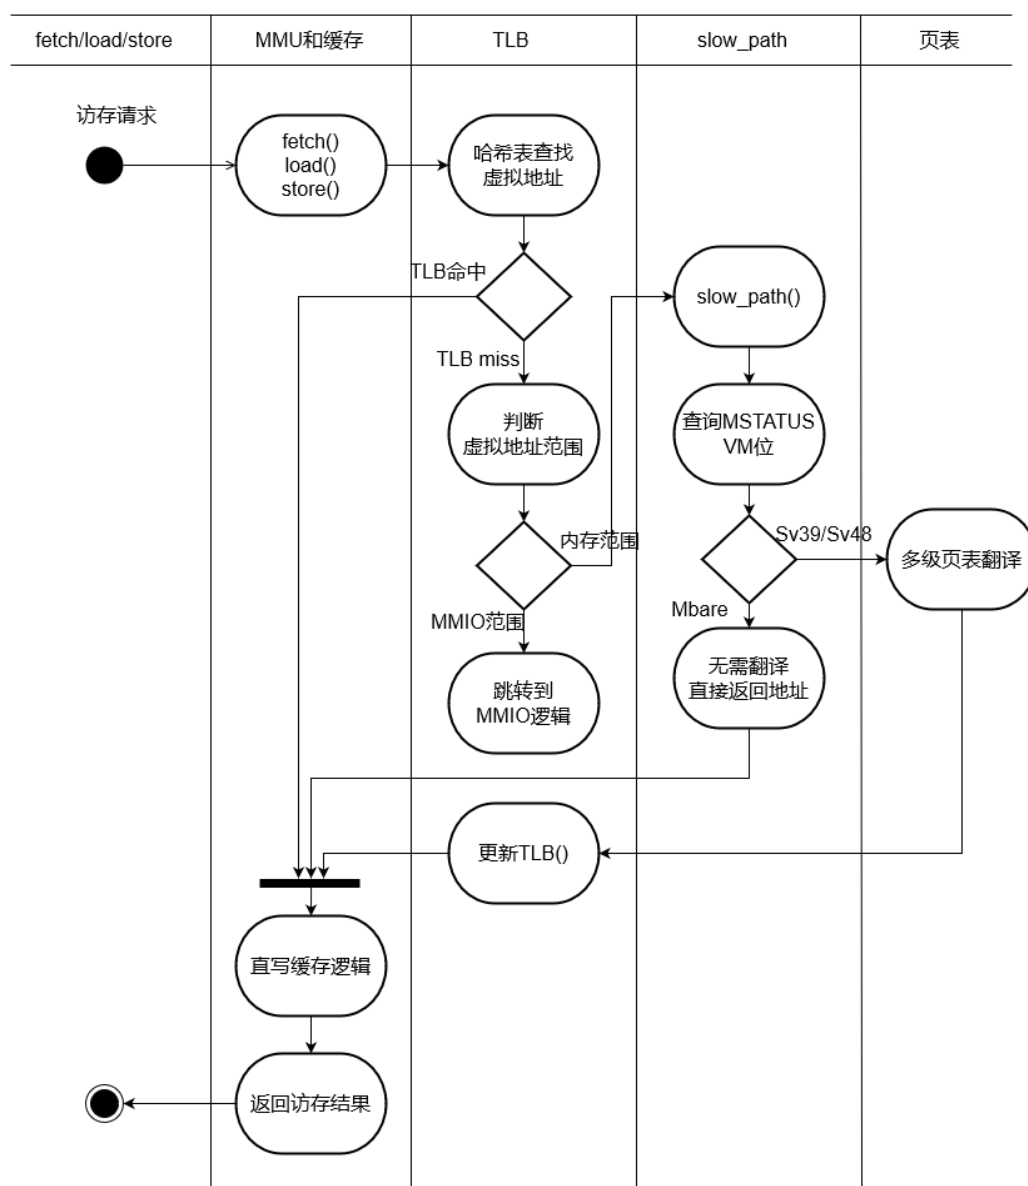 fetch/load/store
MMU和缓存
TLB
slow_path
页表
访存请求
fetch()
load()
store()
哈希表查找
虚拟地址
TLB命中
slow_path()
TLB miss
判断
虚拟地址范围
查询MSTATUS
VM位
内存范围
Sv39/Sv48
多级页表翻译
MMIO范围
Mbare
跳转到
MMIO逻辑
无需翻译
直接返回地址
更新TLB()
直写缓存逻辑
返回访存结果